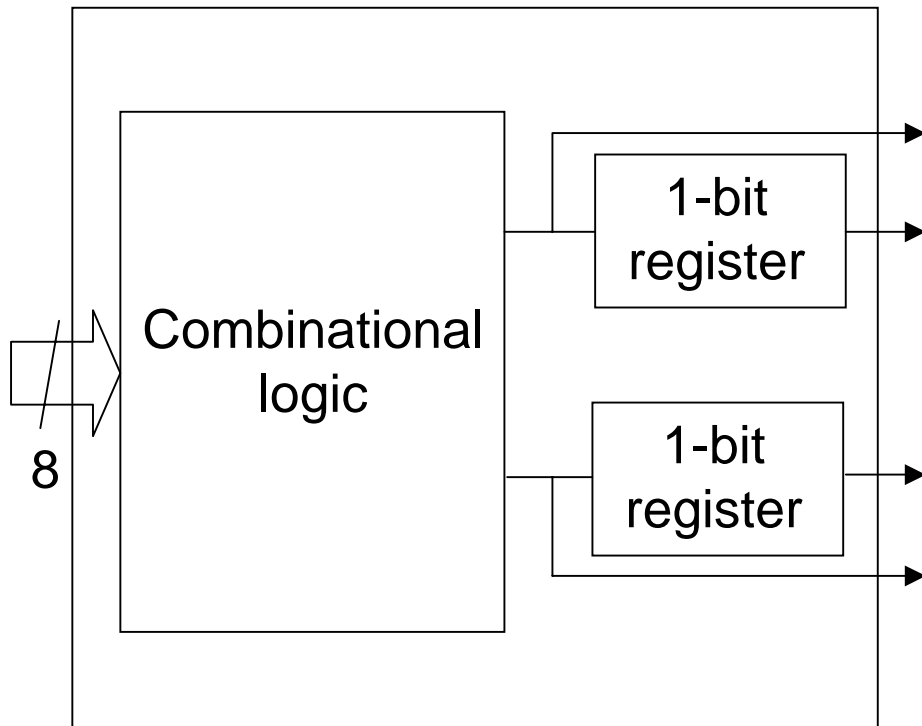 1-bit
register
Combinational
logic
8
1-bit
register